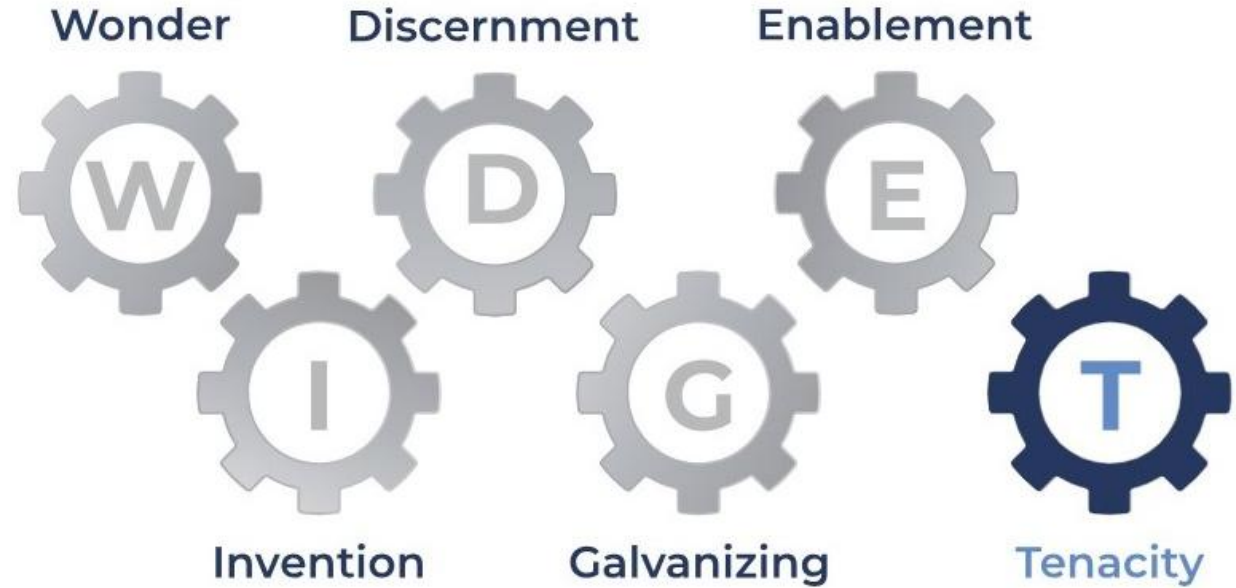 Wonder Discernment Enablement
W D E
I G T
Invention Galvanizing Tenacity